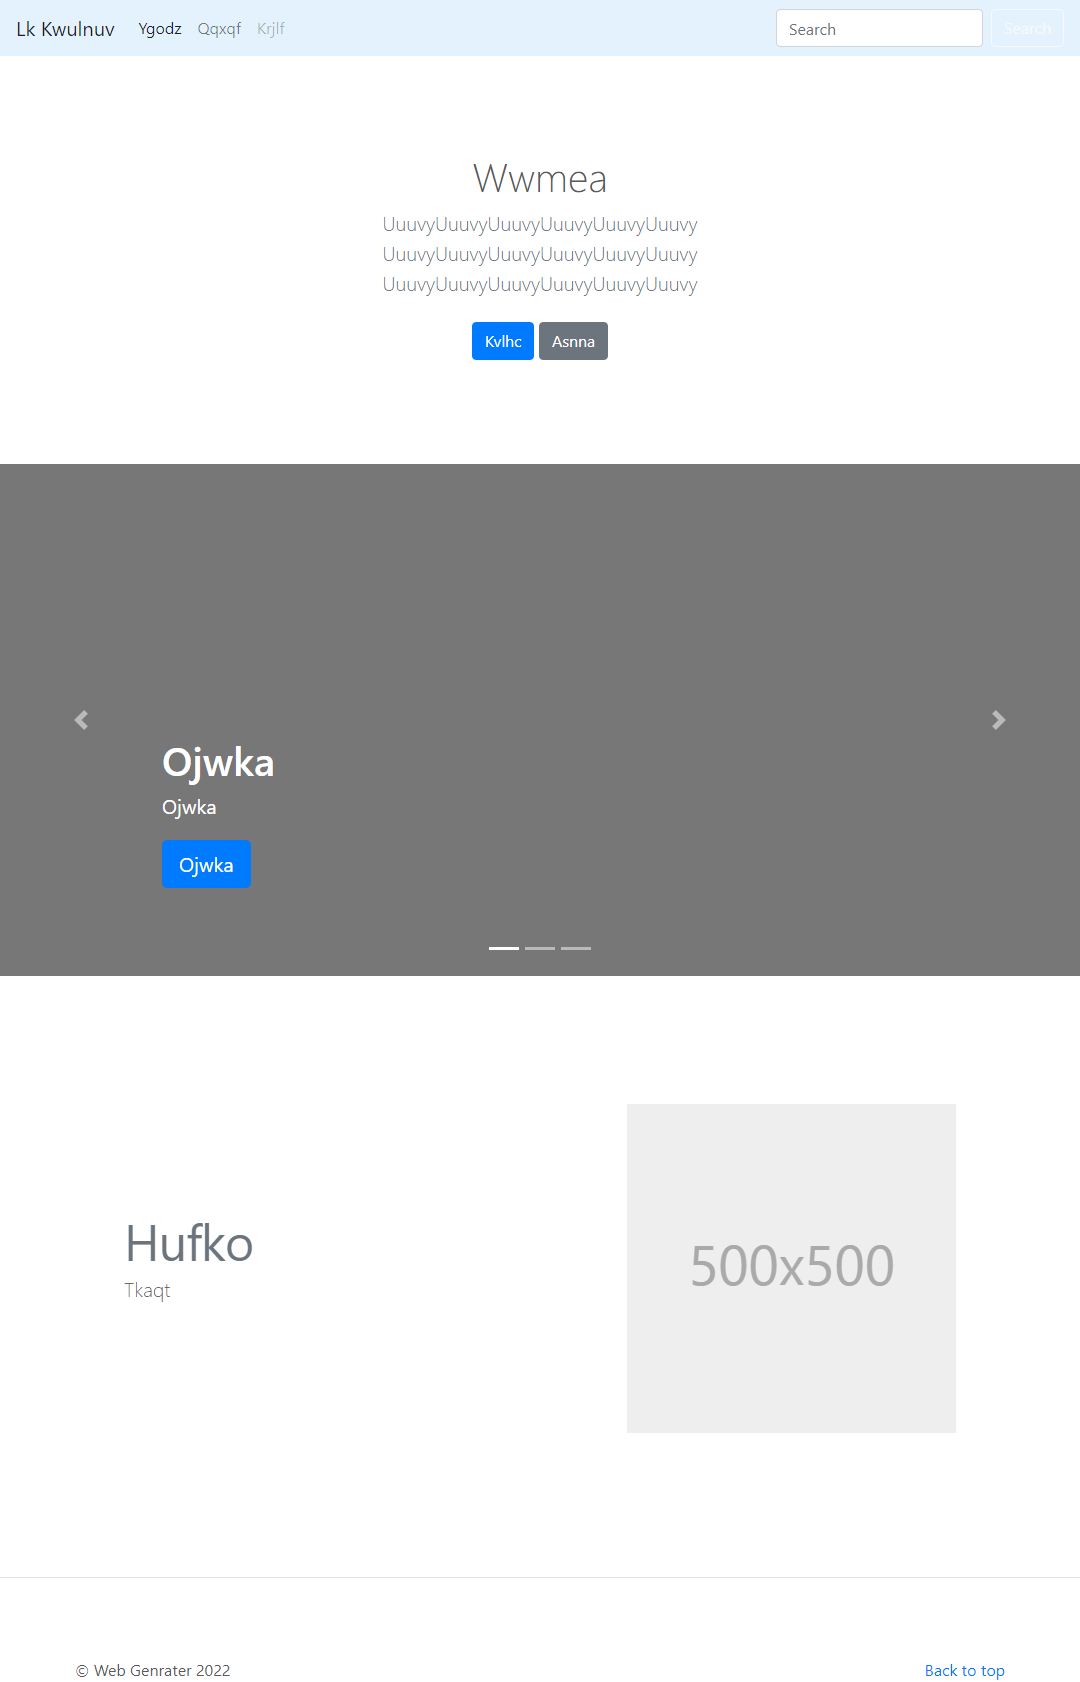 Lk Kwulnuv Ygodz Qqxqf Krjlf Search Search
Wwmea
UuuvyUuuvyUuuvyUuuvyUuuvyUuuvy
UuuvyUuuvyUuuvyUuuvyUuuvyUuuvy
UuuvyUuuvyUuuvyUuuvyUuuvyUuuvy
Kvlhc Asnna
Ojwka
Ojwka
Ojwka
Hufko
Tkaqt
500x500
© Web Genrater 2022 Back to top